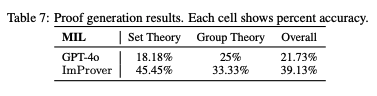 Table 7: Proof generation results. Each cell shows percent accuracy.
MIL Set Theory Group Theory Overall
GPT-4o 18.18% 25% 21.73%
ImProver 45.45% 33.33% 39.13%